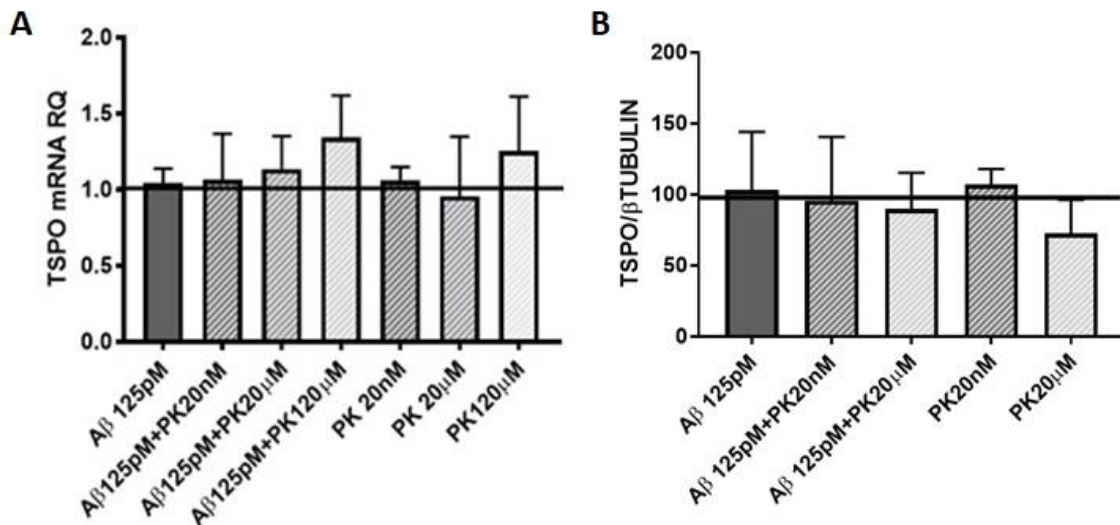 A
TSPO mRNA RQ
2.0
1.5
1.0
0.5
0.0
Aβ 125pM
Aβ125pM+PK20nM
Aβ125pM+PK20μM
Aβ125pM+PK120μM
PK 20nM
PK 20μM
PK120μM
B
TSPO/βTUBULIN
200
150
100
50
0
Aβ 125pM
Aβ 125pM+PK20nM
Aβ 125pM+PK20μM
PK20nM
PK20μM